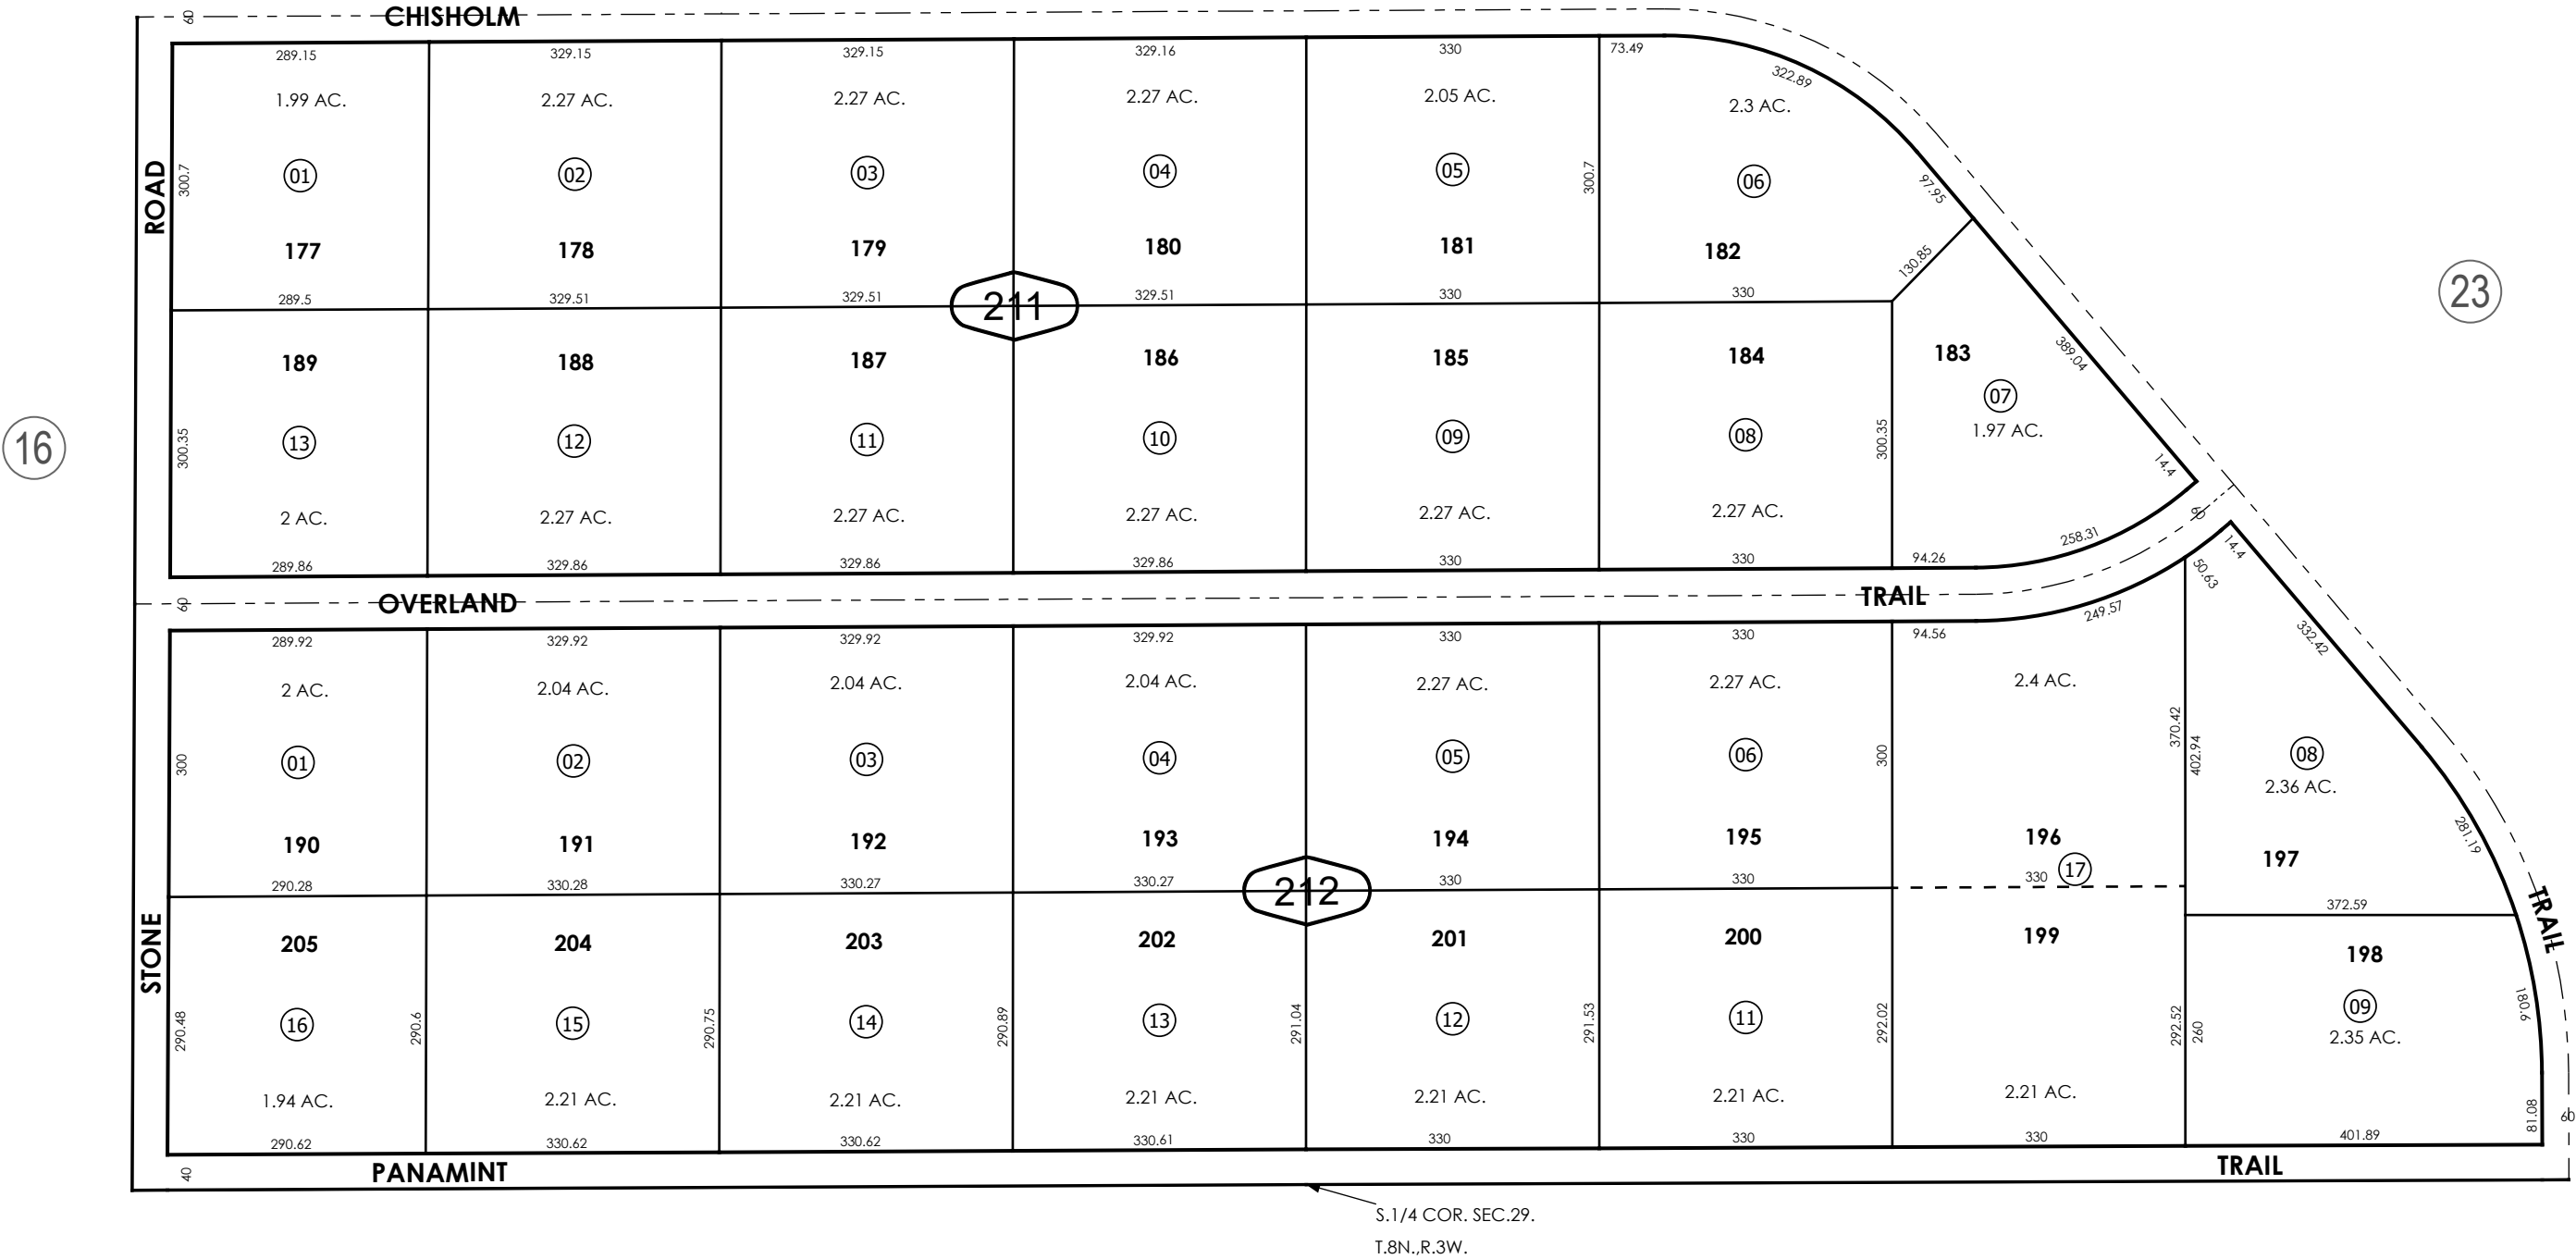 60 CHISHOLM
289.15 329.15 329.15 329.16 330 73.49 322.89
1.99 AC. 2.27 AC. 2.27 AC. 2.27 AC. 2.05 AC. 2.3 AC.
ROAD 300.7 01 02 03 04 05 300.7 06 97.95
177 178 179 180 181 182 130.85
23
289.5 329.51 329.51 211 329.51 330 330
189 188 187 186 185 184 183 389.04
16 300.35 13 12 11 10 09 08 300.35 07
1.97 AC. 14.4
2 AC. 2.27 AC. 2.27 AC. 2.27 AC. 2.27 AC. 2.27 AC. 60
289.86 329.86 329.86 329.86 330 330 94.26 258.31
60 OVERLAND TRAIL
289.92 329.92 329.92 329.92 330 330 94.56 249.57 50.63 14.4 332.42
2 AC. 2.04 AC. 2.04 AC. 2.04 AC. 2.27 AC. 2.27 AC. 2.4 AC.
300 01 02 03 04 05 06 300 370.42 402.94 08
2.36 AC.
190 191 192 193 194 195 196 197 281.19
290.28 330.28 330.27 330.27 212 330 330 330 17
372.59 TRAIL
STONE 205 204 203 202 201 200 199 198
290.48 16 290.6 15 290.75 14 290.89 13 291.04 12 291.53 11 292.02 292.52 260 09 180.6
2.35 AC.
1.94 AC. 2.21 AC. 2.21 AC. 2.21 AC. 2.21 AC. 2.21 AC. 2.21 AC. 81.08 60
290.62 330.62 330.62 330.61 330 330 330 401.89
40 PANAMINT TRAIL
S.1/4 COR. SEC.29.
T.8N.,R.3W.